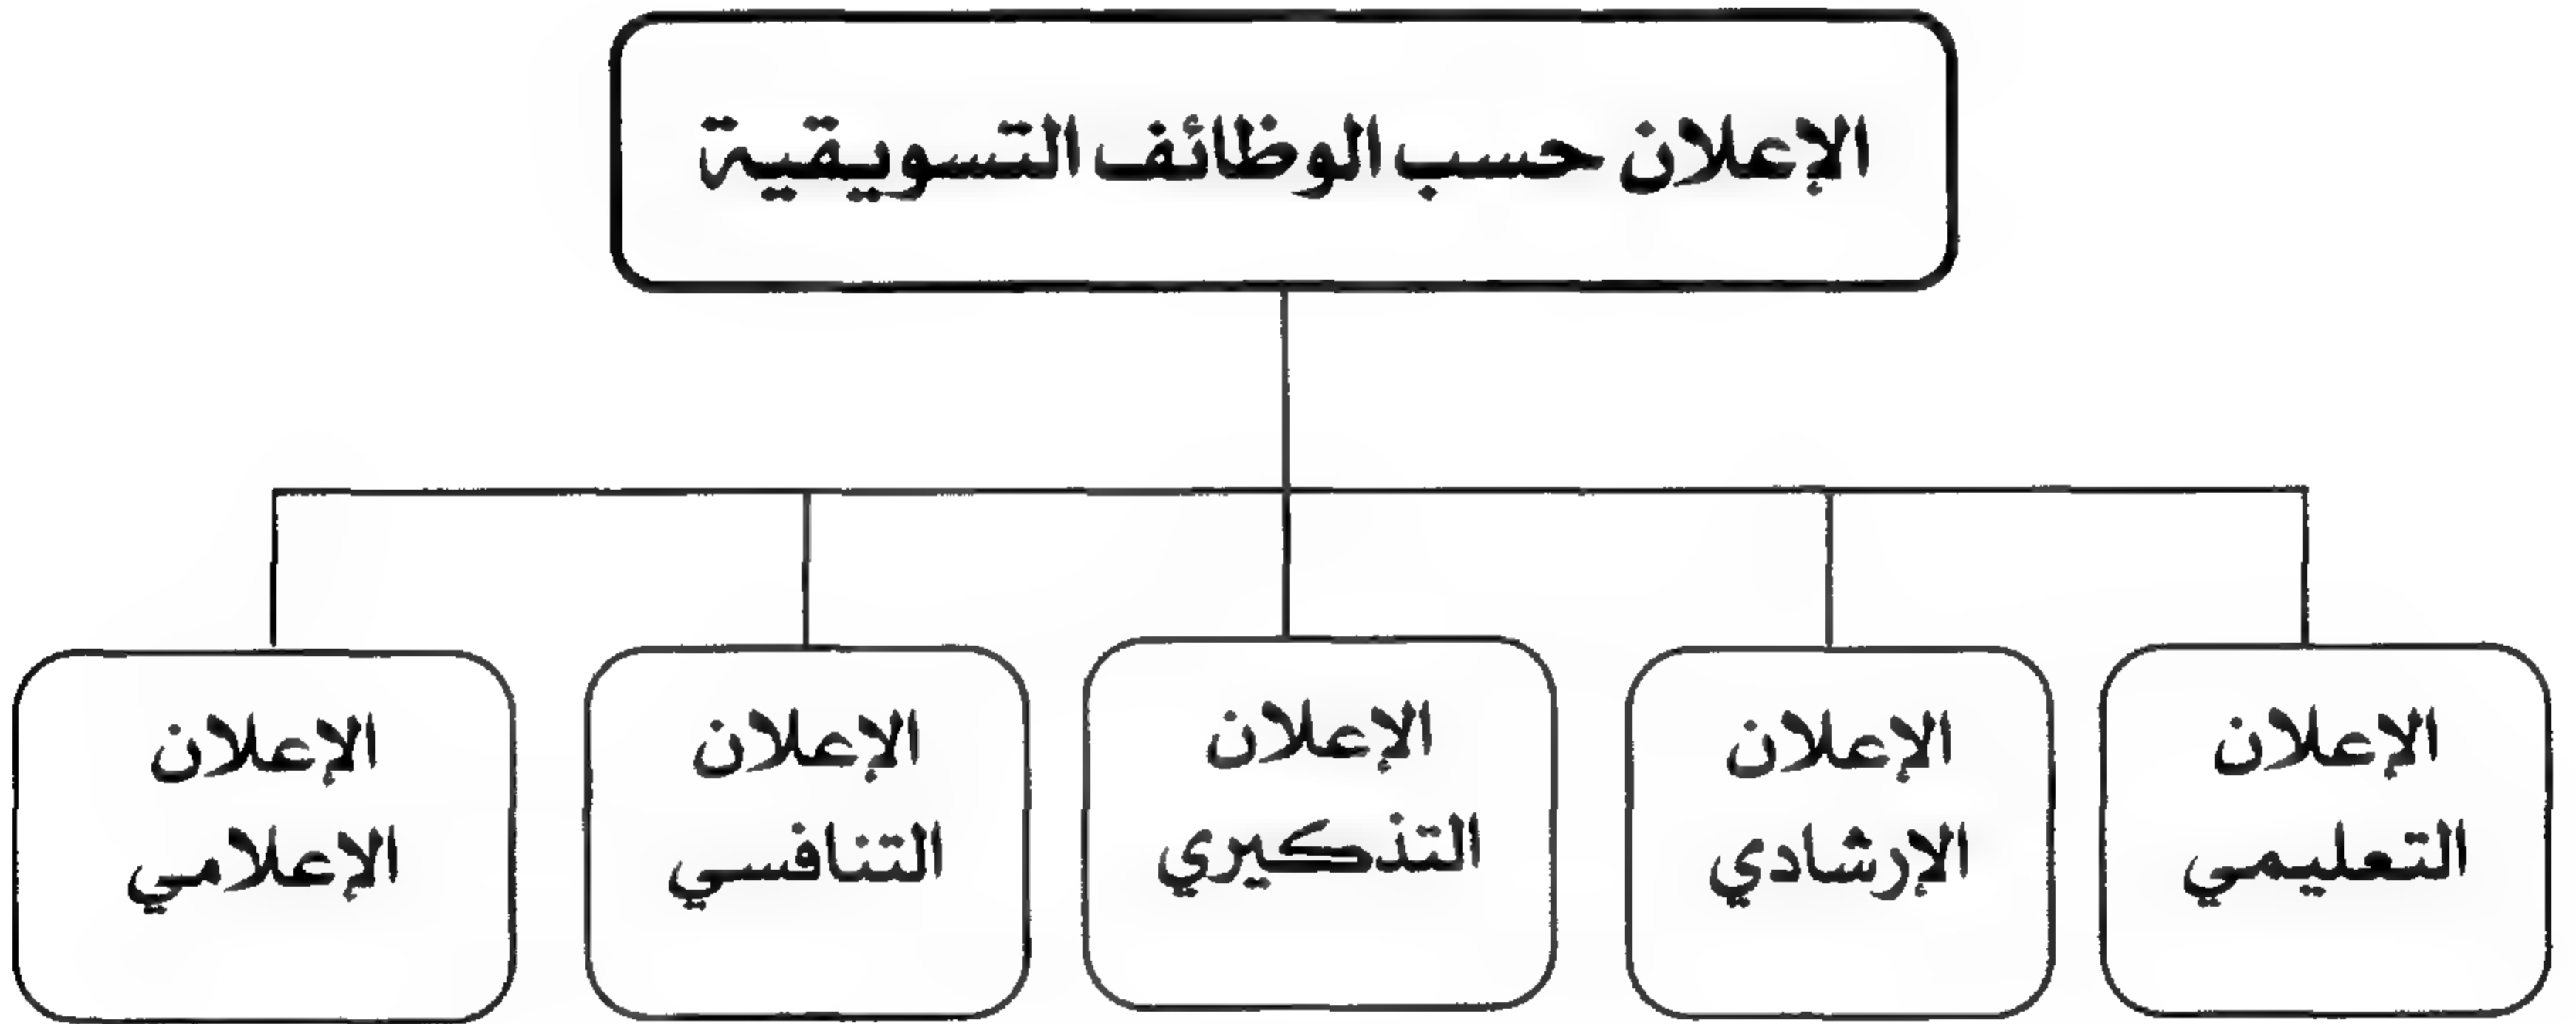 الإعلان حسب الوظائف التسويقية
الإعلان
التعليمي
الإعلان
الإرشادي
الإعلان
التذكيري
الإعلان
التنافسي
الإعلان
الإعلامي